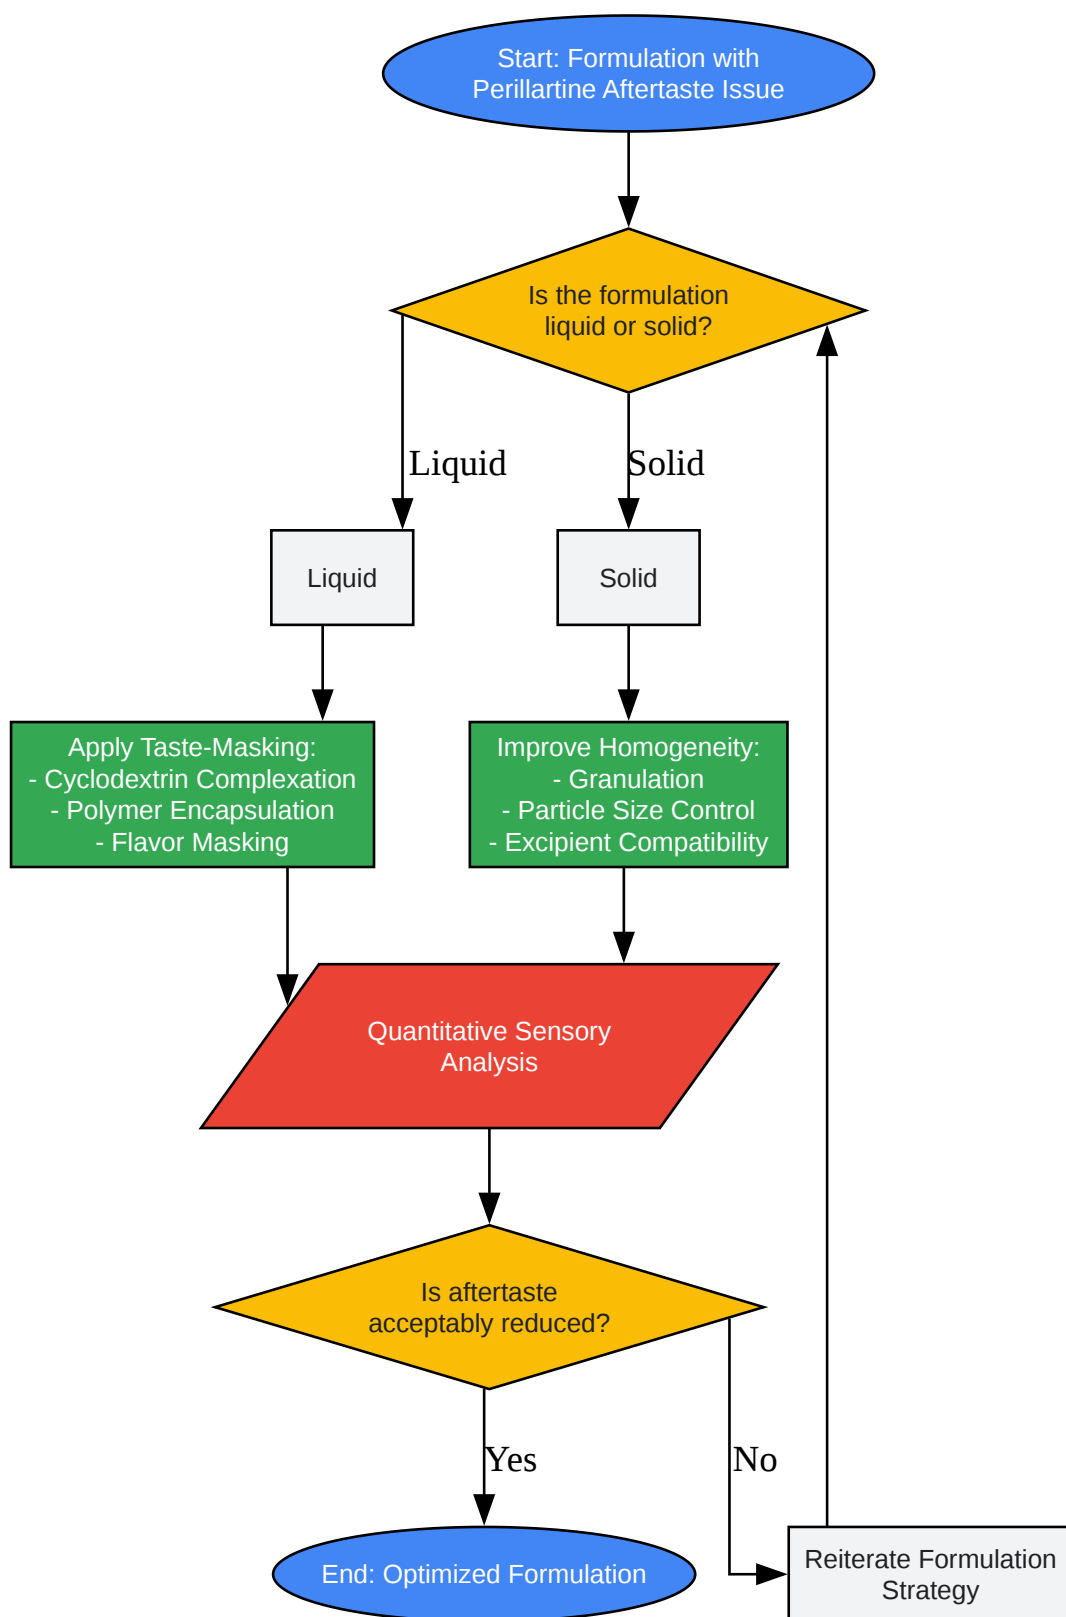 Start: Formulation with
Perillartine Aftertaste Issue
Is the formulation
liquid or solid?
Liquid
Solid
Liquid
Solid
Apply Taste-Masking:
- Cyclodextrin Complexation
- Polymer Encapsulation
- Flavor Masking
Improve Homogeneity:
- Granulation
- Particle Size Control
- Excipient Compatibility
Quantitative Sensory
Analysis
Is aftertaste
acceptably reduced?
Yes
No
End: Optimized Formulation
Reiterate Formulation
Strategy